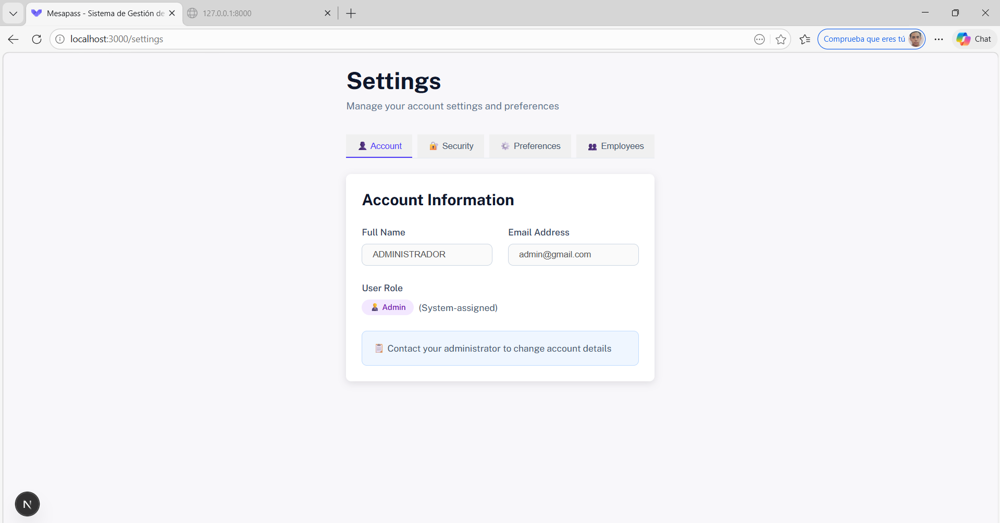 Mesapass - Sistema de Gestión de
127.0.0.1:8000
localhost:3000/settings
Comprueba que eres tú
Chat
Settings
Manage your account settings and preferences
Account
Security
Preferences
Employees
Account Information
Full Name
Email Address
ADMINISTRADOR
admin@gmail.com
User Role
Admin (System-assigned)
Contact your administrator to change account details
N